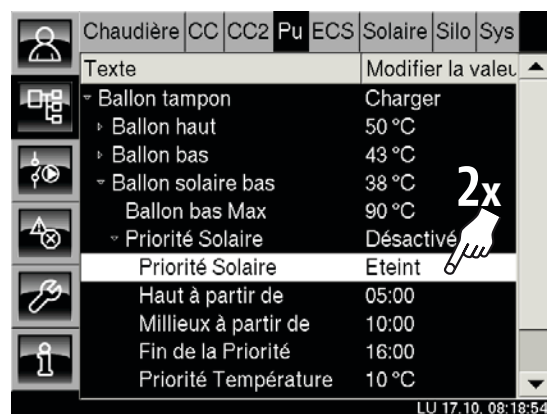 Chaudière CC CC2 Pu ECS Solaire Silo Sys
Texte Modifier la valeu
Ballon tampon Charger
Ballon haut 50 °C
Ballon bas 43 °C
Ballon solaire bas 38 °C
2x
Ballon bas Max 90 °C
Priorité Solaire Désactivé
Priorité Solaire Eteint
Haut à partir de 05:00
Millieux à partir de 10:00
Fin de la Priorité 16:00
Priorité Température 10 °C
LU 17.10. 08:18:54